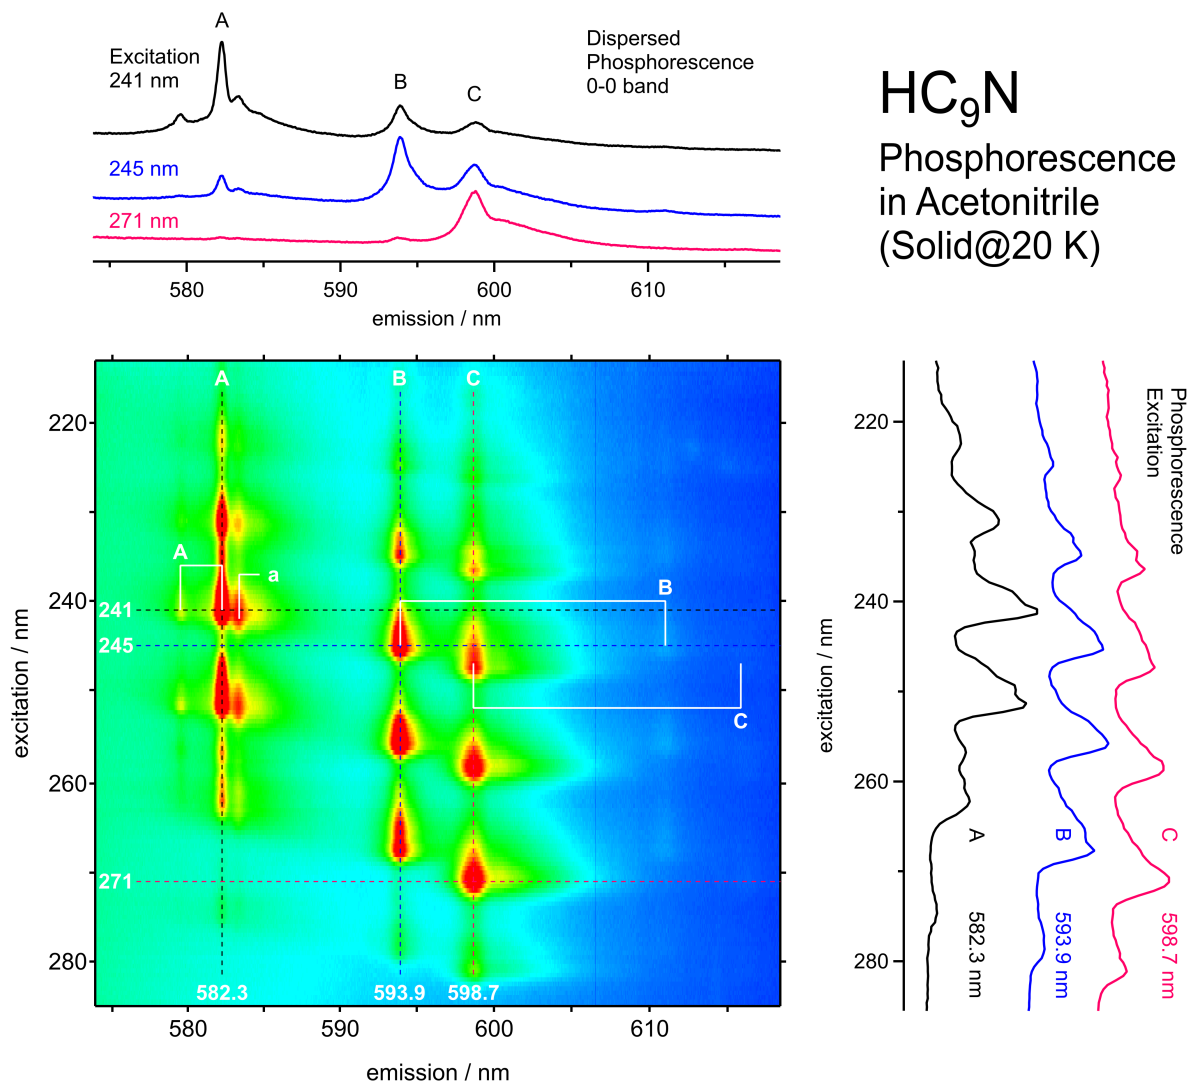 A
Excitation
241 nm
B
C
Dispersed
Phosphorescence
0-0 band
245 nm
271 nm
580
590
600
610
emission / nm
HC₉N
Phosphorescence
in Acetonitrile
(Solid@20 K)
A
B
C
220
240
260
280
excitation / nm
A
a
B
C
241
245
271
582.3
593.9
598.7
580
590
600
610
emission / nm
Phosphorescence
Excitation
220
240
260
280
excitation / nm
A
582.3 nm
B
593.9 nm
C
598.7 nm